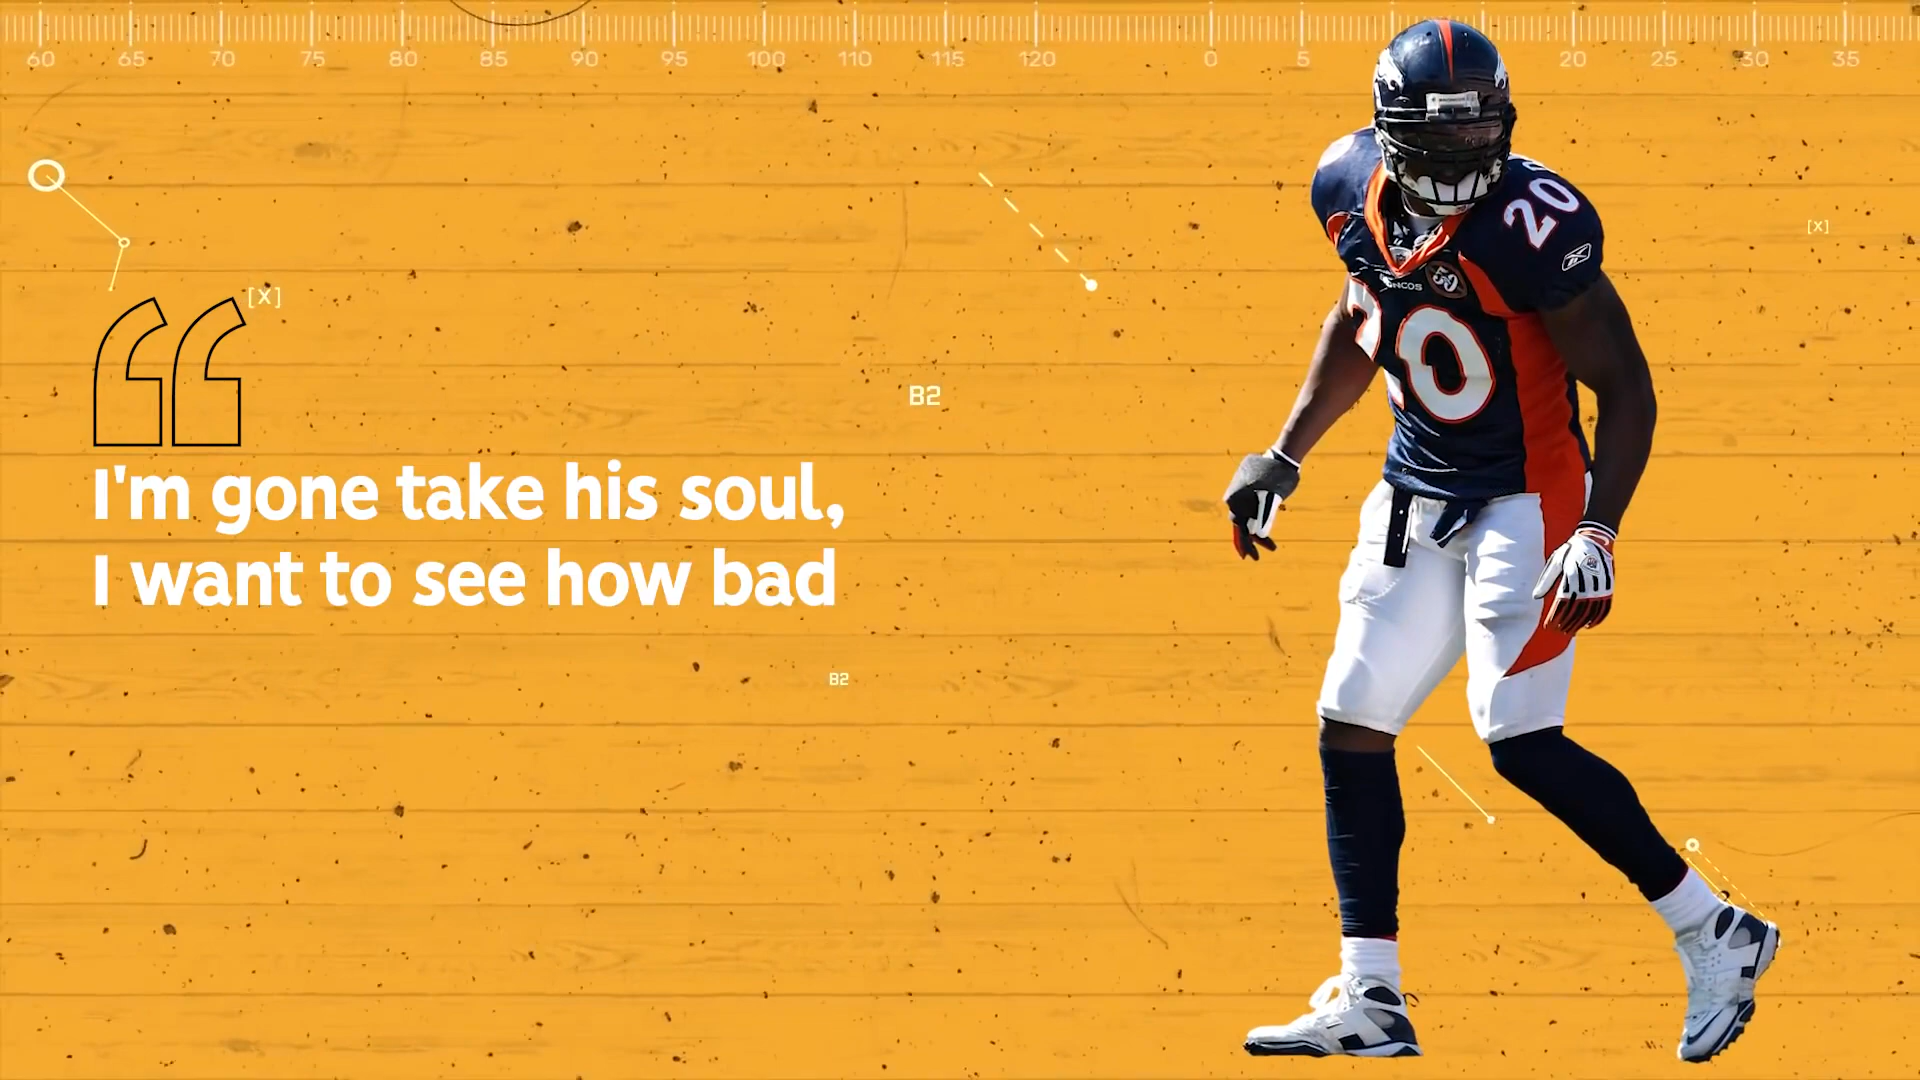 60 65 70 75 80 85 90 95 100 110 115 120 0 5 20 25 30 35
[X]
[X]
B2
I'm gone take his soul,
I want to see how bad
B2
20
20
59